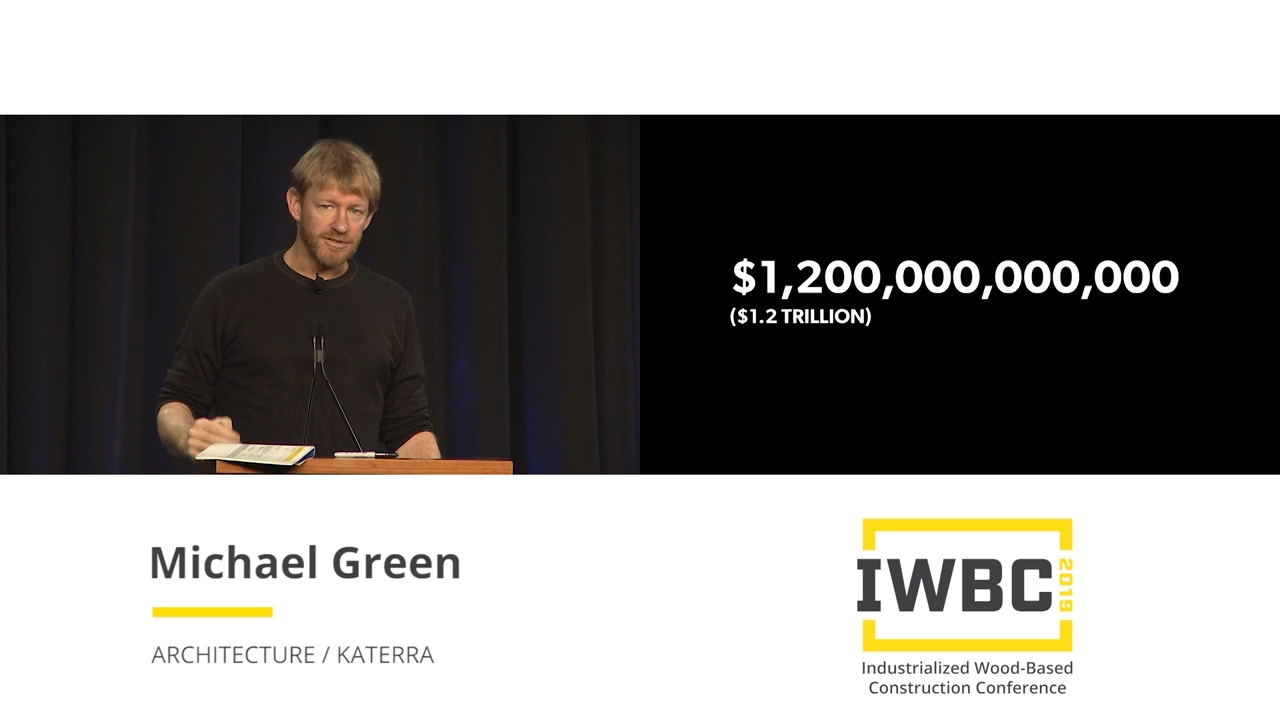 $1,200,000,000,000
($1.2 TRILLION)
Michael Green
ARCHITECTURE / KATERRA
IWBC 2019
Industrialized Wood-Based
Construction Conference